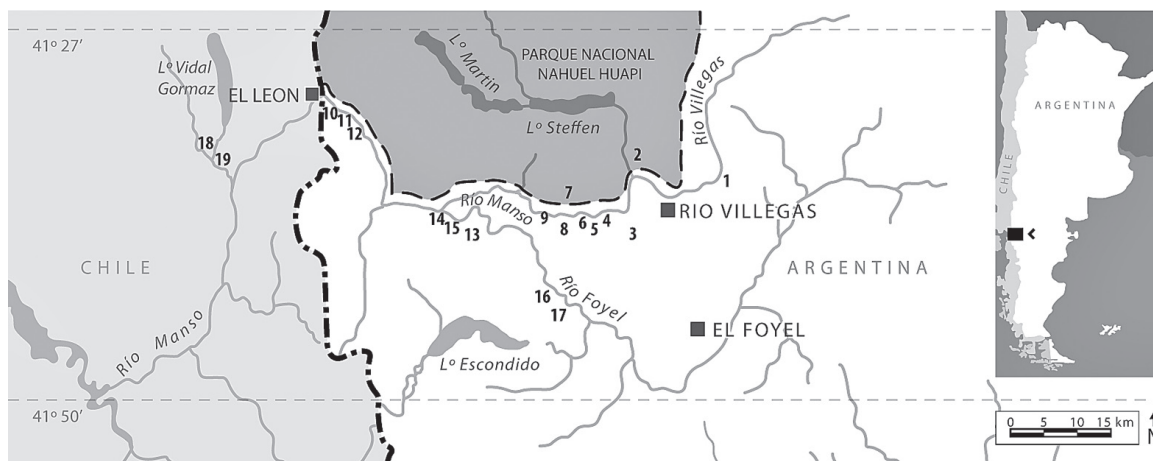 41º 27'
Lº Vidal
Gormaz
EL LEON
Lº Martin
PARQUE NACIONAL
NAHUEL HUAPI
Lº Steffen
Río Villegas
10
11
12
18
19
2
1
7
14
15
13
Río Manso
9
8
6
5
4
3
RIO VILLEGAS
CHILE
ARGENTINA
16
17
Río Foyel
EL FOYEL
Río Manso
Lº Escondido
41º 50'
ARGENTINA
CHILE
0 5 10 15 km
N